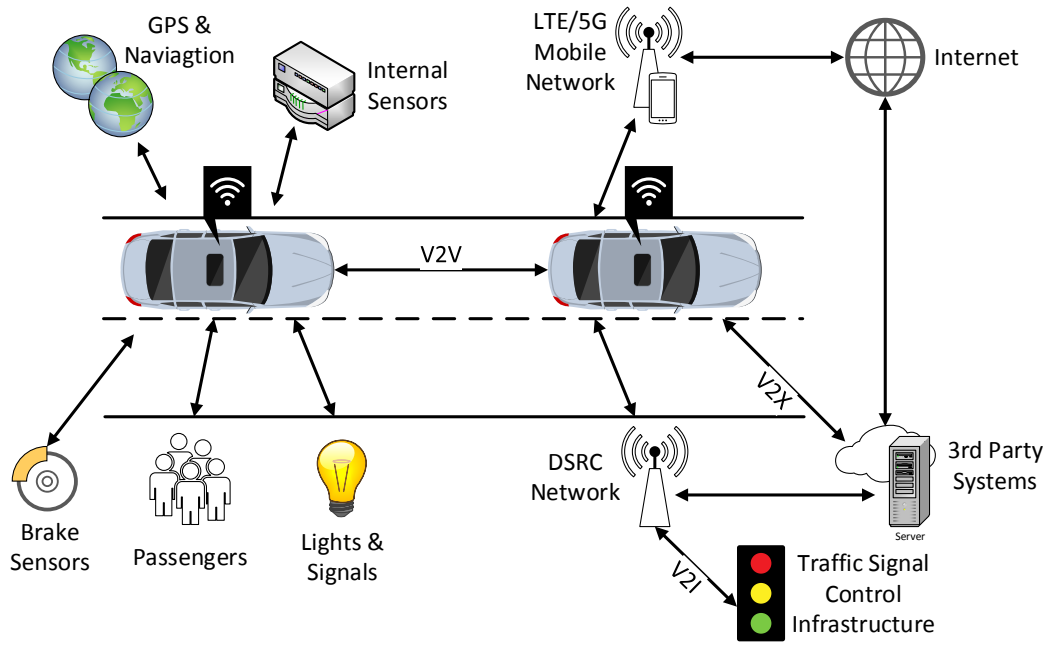 GPS &
Naviagtion
Internal
Sensors
LTE/5G
Mobile
Network
Internet
V2V
V2X
Brake
Sensors
Passengers
Lights &
Signals
DSRC
Network
3rd Party
Systems
Server
V2I
Traffic Signal
Control
Infrastructure